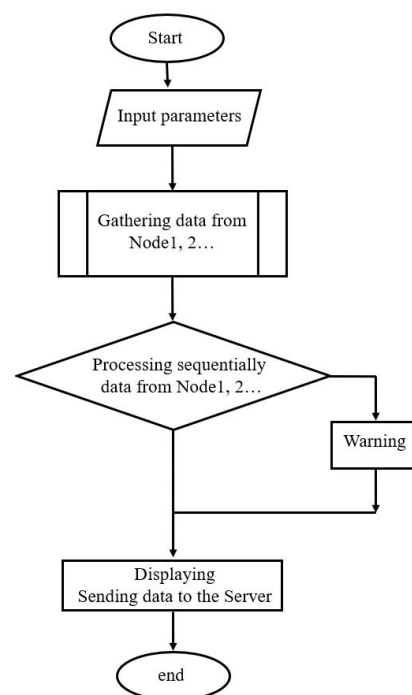 Start
Input parameters
Gathering data from
Node1, 2…
Processing sequentially
data from Node1, 2…
Warning
Displaying
Sending data to the Server
end